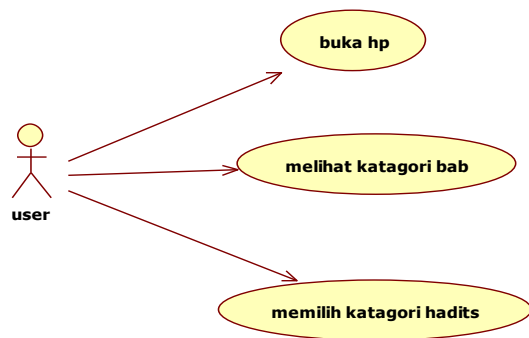 buka hp
melihat katagori bab
user
memilih katagori hadits